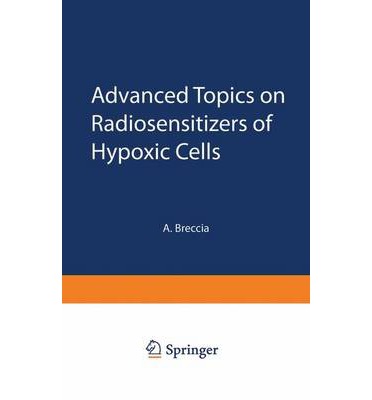 Advanced Topics on
Radiosensitizers of
Hypoxic Cells
A. Breccia
Springer